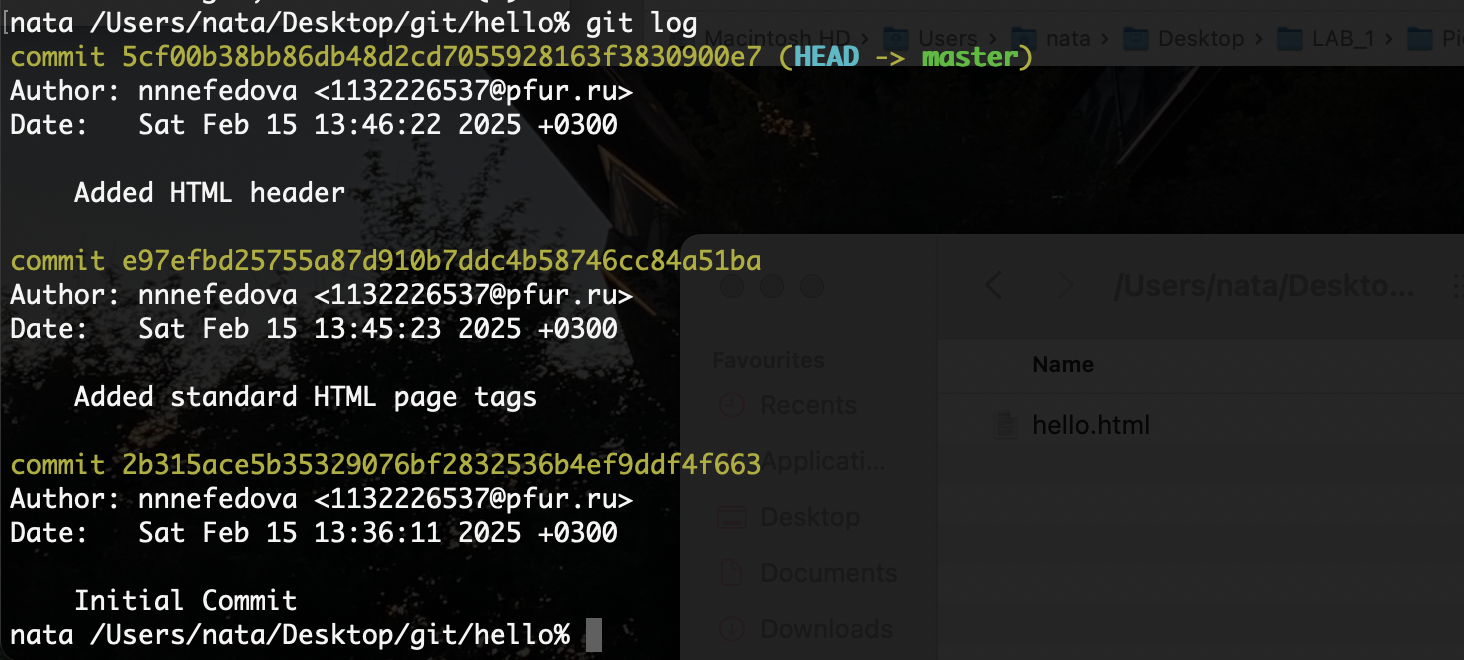 nata /Users/nata/Desktop/git/hello% git log
Macintosh HD › Users › nata › Desktop › LAB_1 ›
commit 5cf00b38bb86db48d2cd7055928163f3830900e7 (HEAD -> master)
Author: nnnefedova <1132226537@pfur.ru>
Date:   Sat Feb 15 13:46:22 2025 +0300
Added HTML header
commit e97efbd25755a87d910b7ddc4b58746cc84a51ba
Author: nnnefedova <1132226537@pfur.ru>
Date:   Sat Feb 15 13:45:23 2025 +0300
Added standard HTML page tags
commit 2b315ace5b35329076bf2832536b4ef9ddf4f663
Author: nnnefedova <1132226537@pfur.ru>
Date:   Sat Feb 15 13:36:11 2025 +0300
Initial Commit
nata /Users/nata/Desktop/git/hello%
/Users/nata/Deskto...
Favourites
Recents
Applicati...
Desktop
Documents
Downloads
Name
hello.html